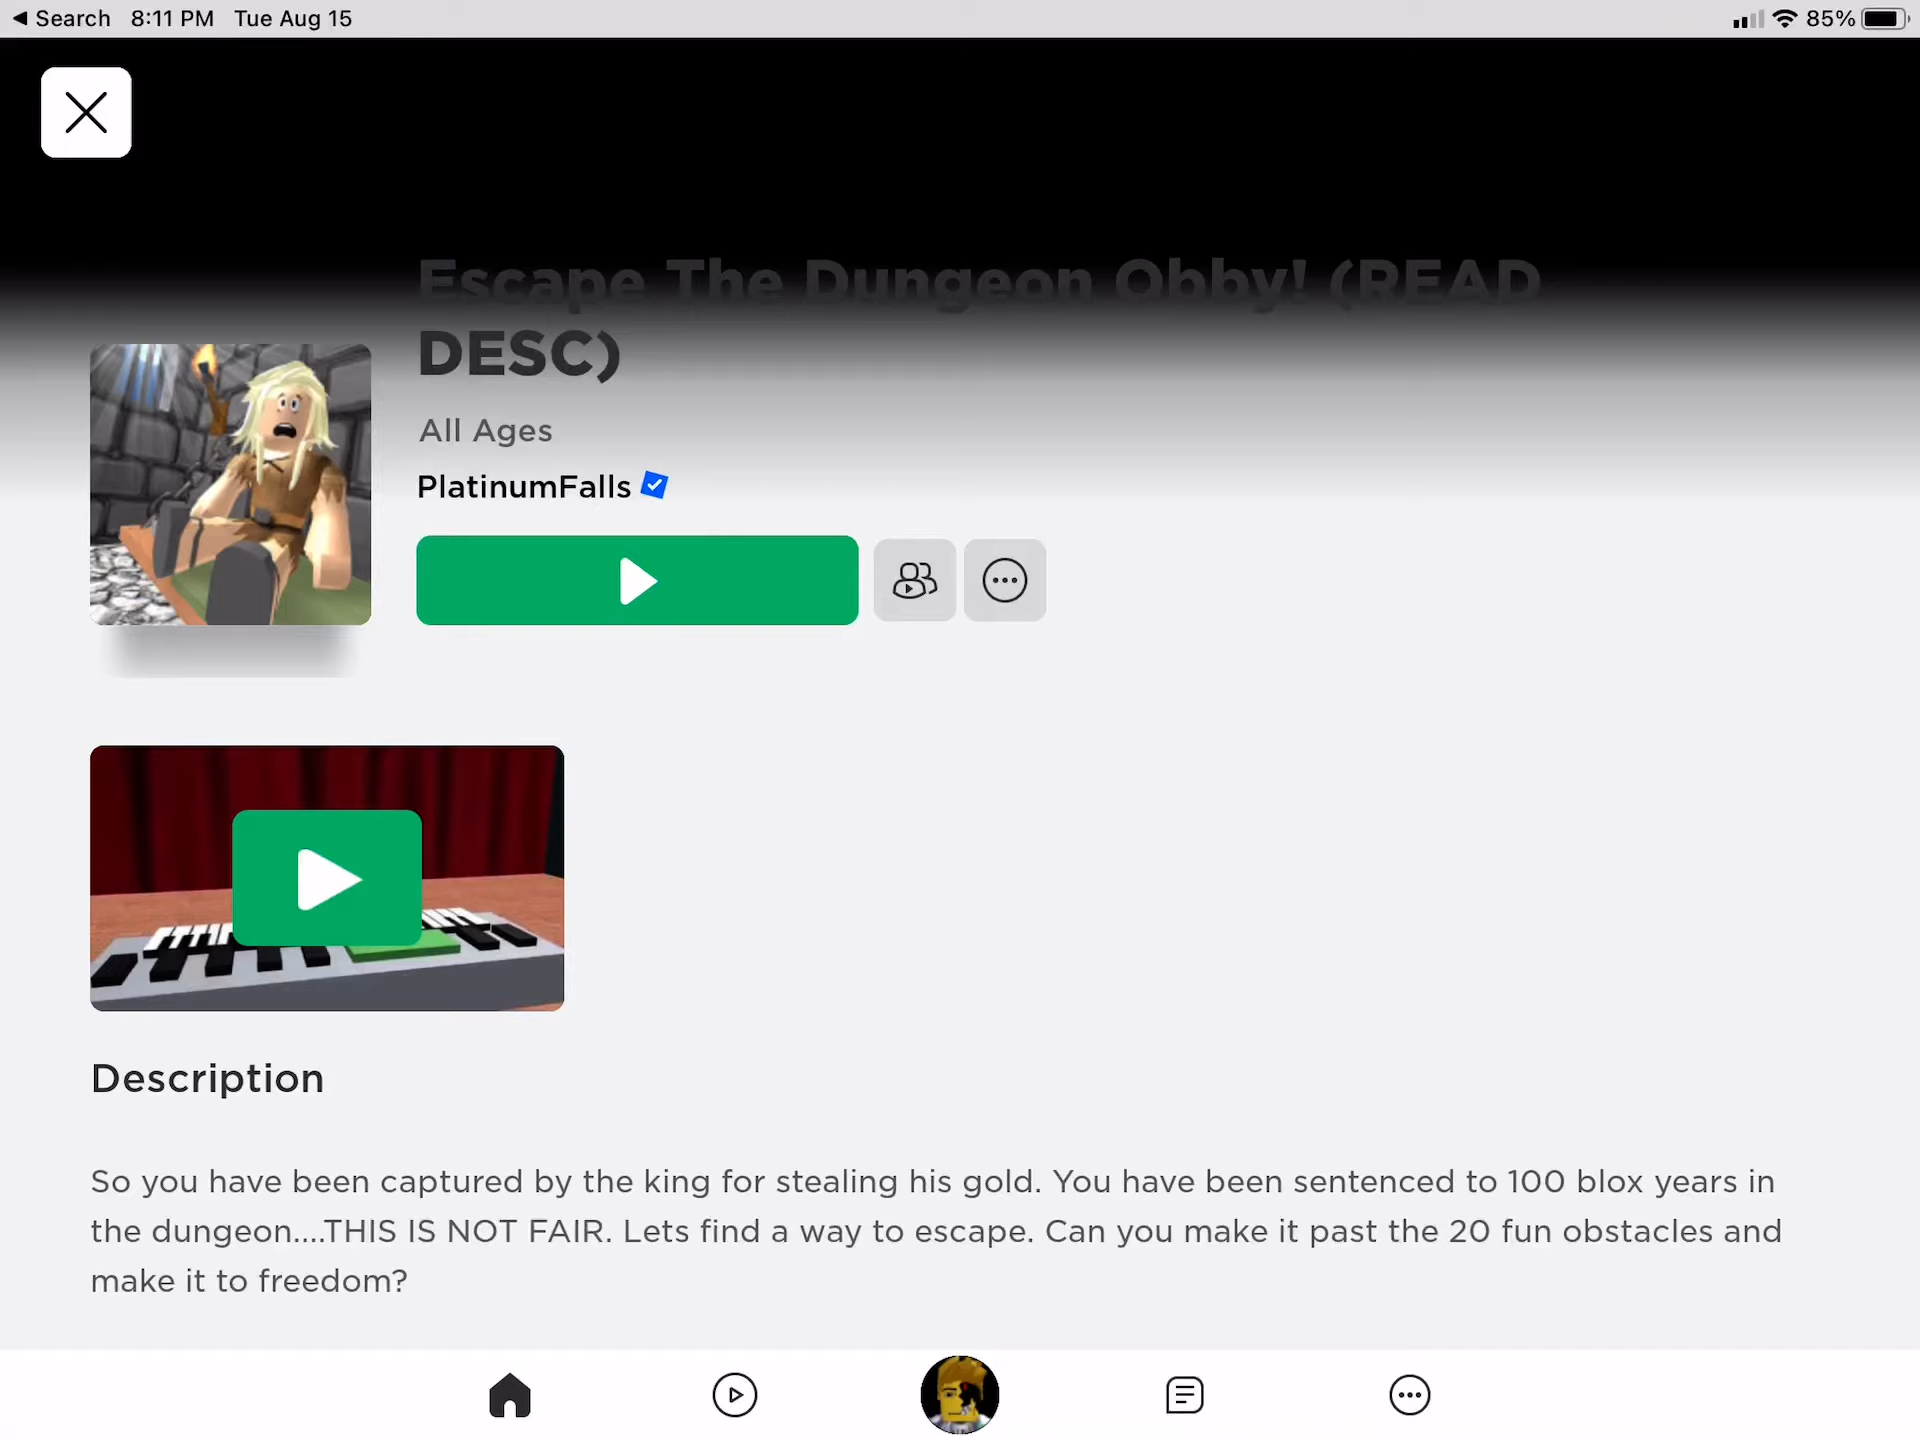 Search 8:11 PM Tue Aug 15 85%
Escape The Dungeon Obby! (READ
DESC)
All Ages
PlatinumFalls
Description
So you have been captured by the king for stealing his gold. You have been sentenced to 100 blox years in
the dungeon....THIS IS NOT FAIR. Lets find a way to escape. Can you make it past the 20 fun obstacles and
make it to freedom?